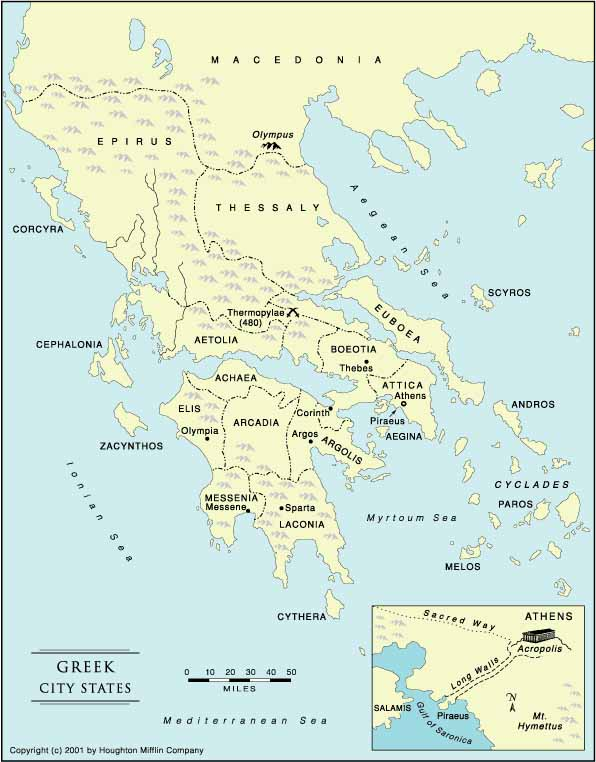 MACEDONIA
EPIRUS
Olympus
THESSALY
CORCYRA
Aegean Sea
SCYROS
EUBOEA
Thermopylae
(480)
AETOLIA
CEPHALONIA
BOEOTIA
Thebes
ACHAEA
ATTICA
Athens
ELIS
Corinth
ANDROS
Piraeus
ARCADIA
Olympia
Argos
AEGINA
ZACYNTHOS
ARGOLIS
Ionian Sea
CYCLADES
MESSENIA
Messene
Sparta
PAROS
LACONIA
Myrtoum Sea
MELOS
CYTHERA
GREEK
CITY STATES
0 10 20 30 40 50
MILES
Mediterranean Sea
Sacred Way
ATHENS
Acropolis
Long Walls
N
SALAMIS
Piraeus
Gulf of Saronica
Mt.
Hymettus
Copyright (c) 2001 by Houghton Mifflin Company